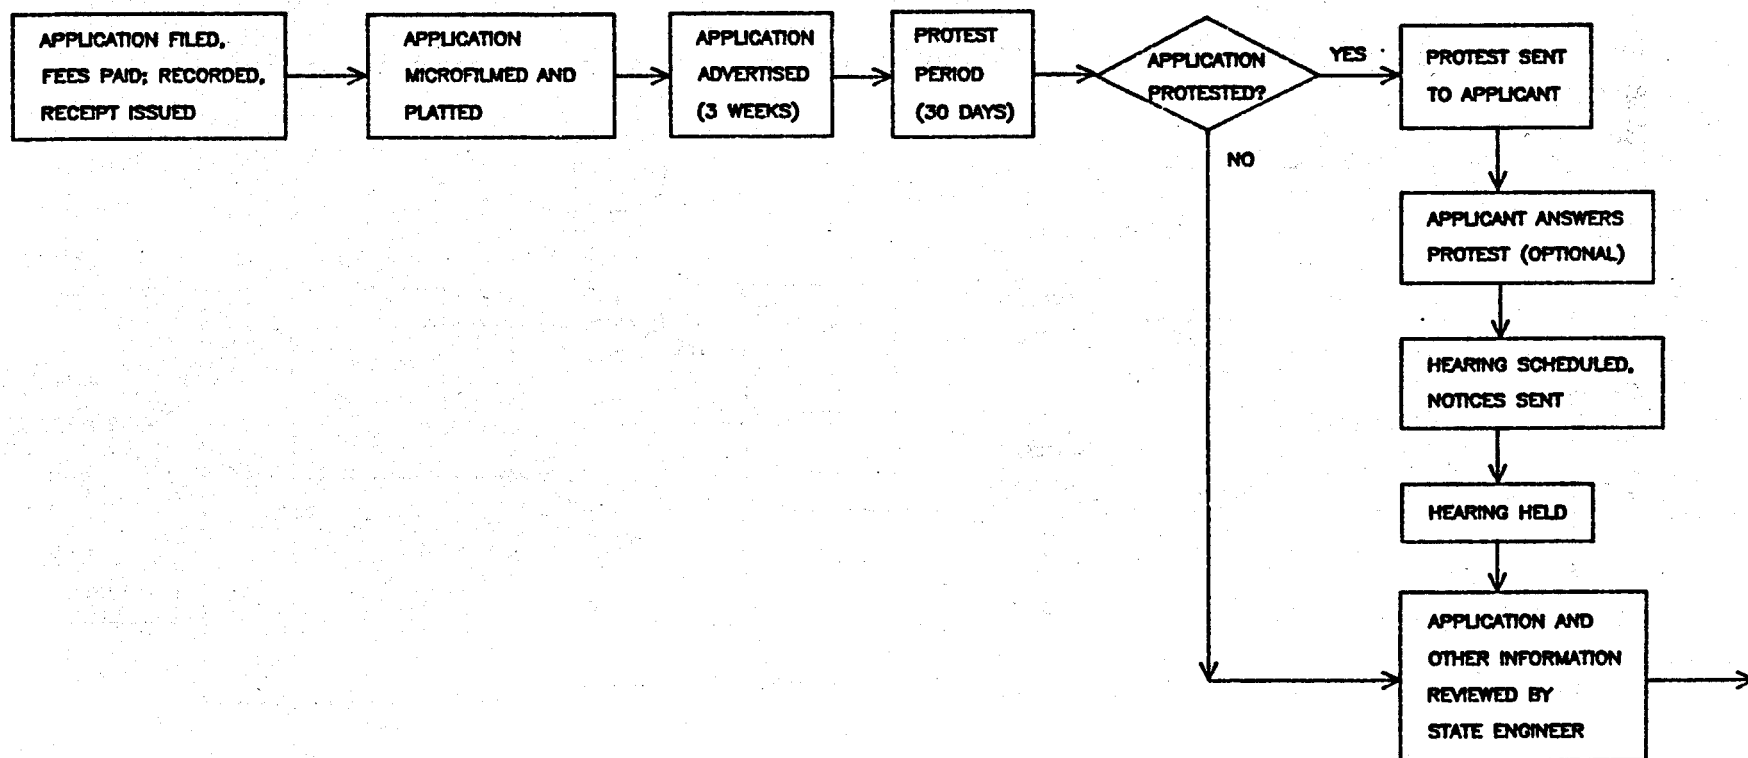 APPLICATION FILED,
FEES PAID; RECORDED,
RECEIPT ISSUED
APPLICATION
MICROFILMED AND
PLATTED
APPLICATION
ADVERTISED
(3 WEEKS)
PROTEST
PERIOD
(30 DAYS)
APPLICATION
PROTESTED?
YES
NO
PROTEST SENT
TO APPLICANT
APPLICANT ANSWERS
PROTEST (OPTIONAL)
HEARING SCHEDULED,
NOTICES SENT
HEARING HELD
APPLICATION AND
OTHER INFORMATION
REVIEWED BY
STATE ENGINEER